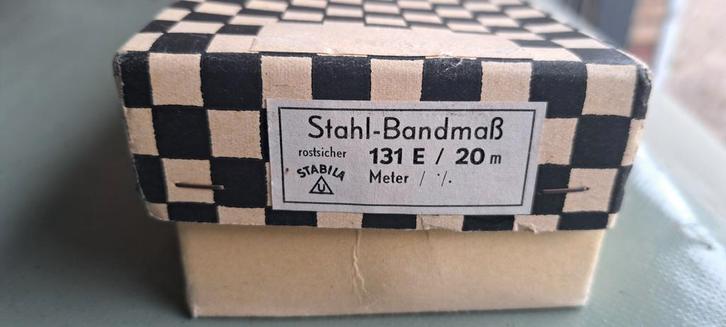 Stahl-Bandmaß
rostsicher 131 E / 20 m
STABILA Meter / ·/.
U